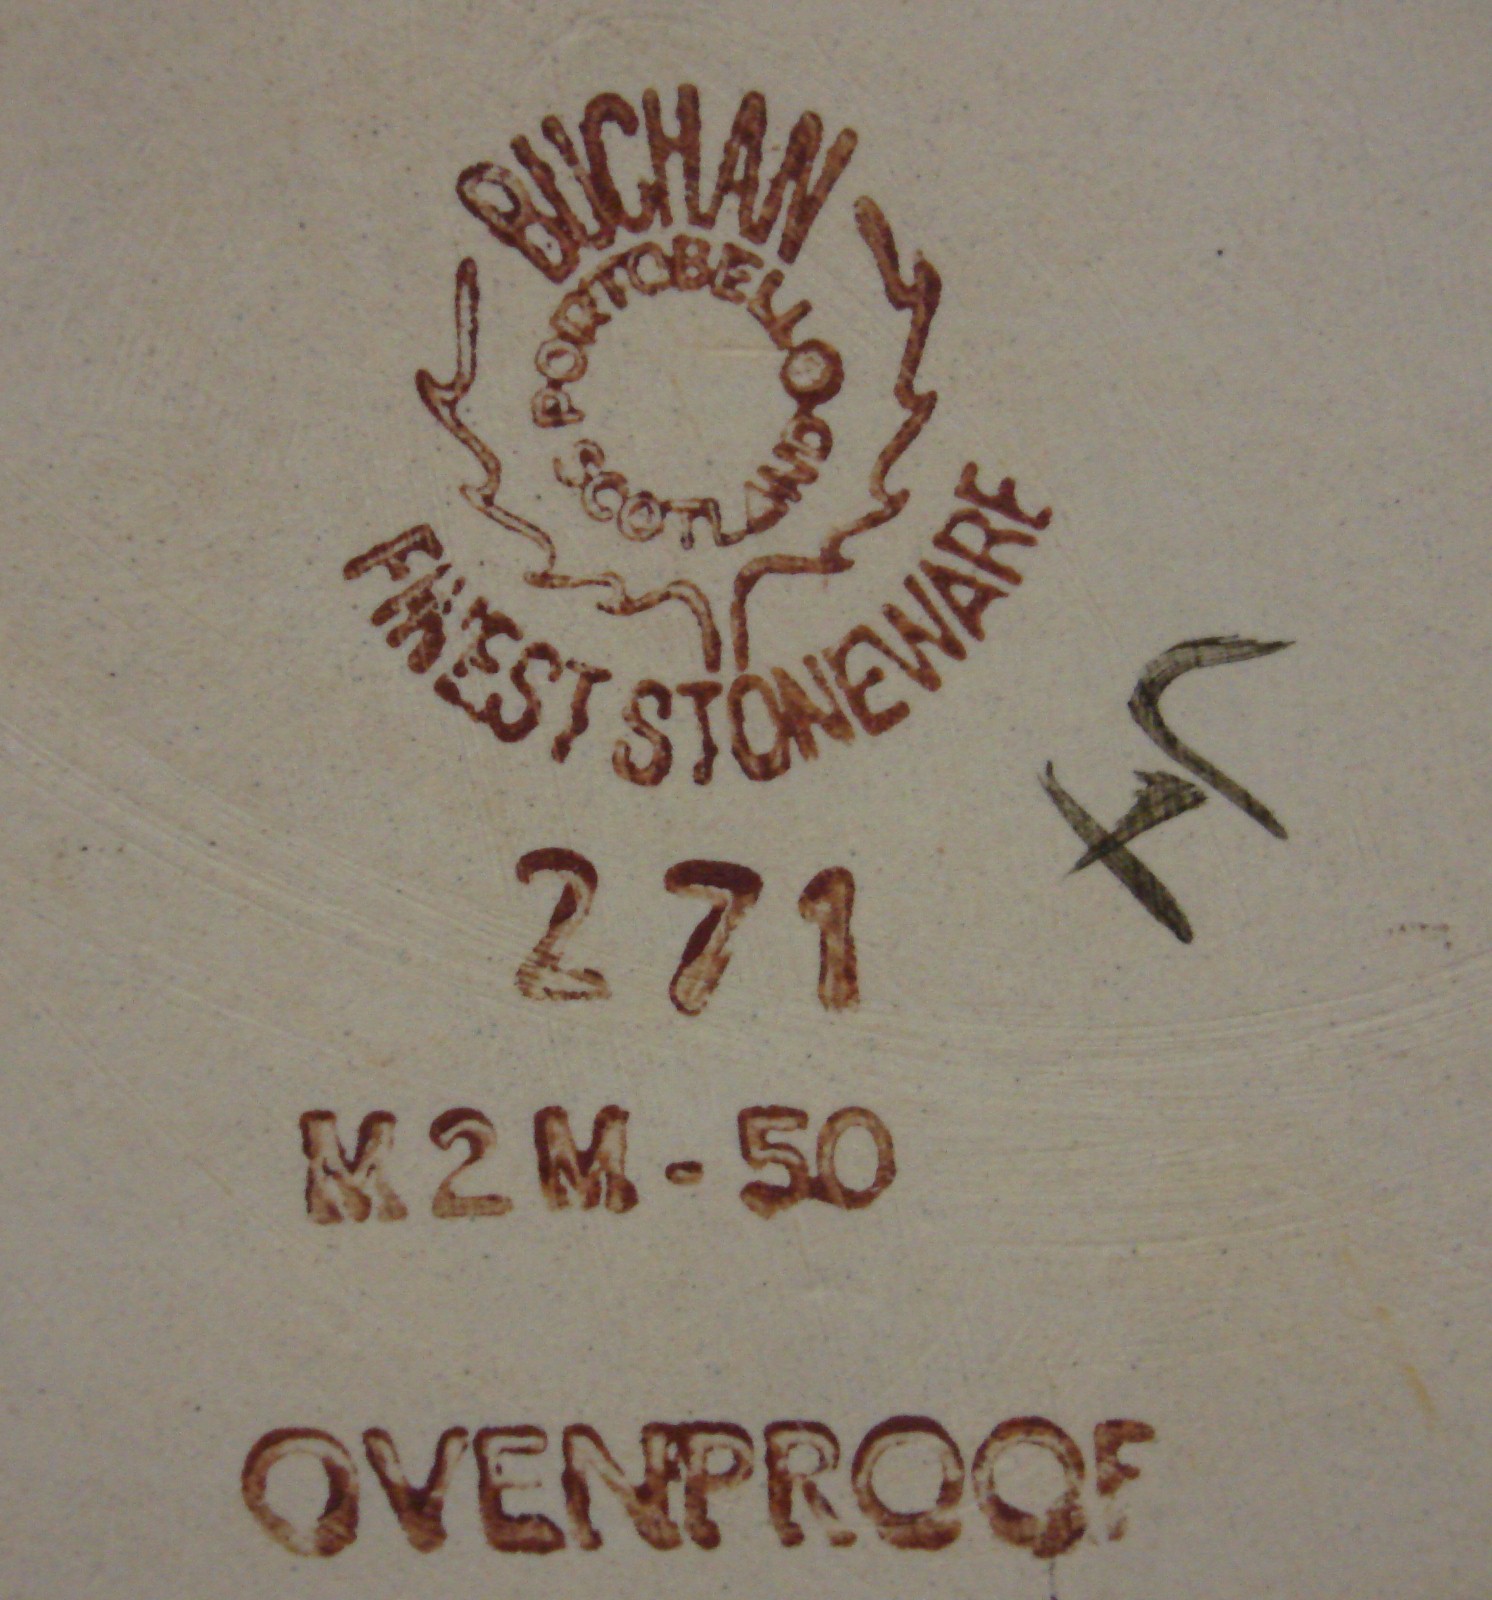 BUCHAN
PORTOBELLO
SCOTLAND
FINEST STONEWARE
271
M2M-50
OVENPROOF